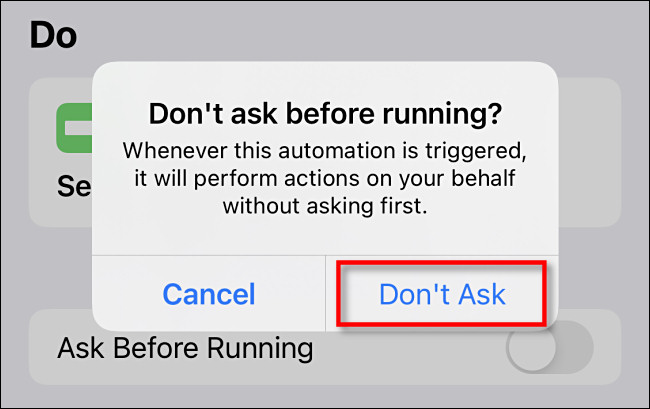 Do
Don't ask before running?
Whenever this automation is triggered,
it will perform actions on your behalf
without asking first.
Se
Cancel
Don't Ask
Ask Before Running